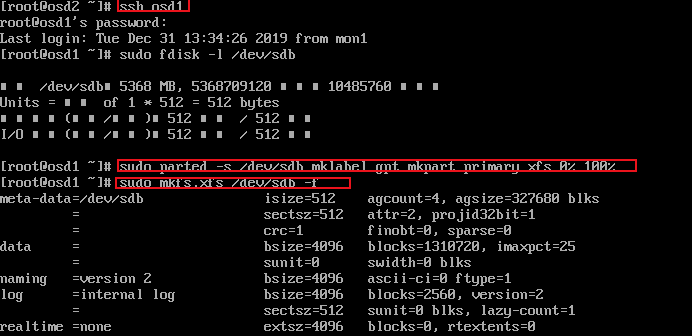 [root@osd2 ~]# ssh osd1
root@osd1's password:
Last login: Tue Dec 31 13:34:26 2019 from mon1
[root@osd1 ~]# sudo fdisk -l /dev/sdb
/dev/sdb 5368 MB, 5368709120 10485760
Units = of 1 * 512 = 512 bytes
( / ) 512 / 512
I/O ( / ) 512 / 512
[root@osd1 ~]# sudo parted -s /dev/sdb mklabel gpt mkpart primary xfs 0% 100%
[root@osd1 ~]# sudo mkfs.xfs /dev/sdb -f
meta-data=/dev/sdb isize=512 agcount=4, agsize=327680 blks
= sectsz=512 attr=2, projid32bit=1
= crc=1 finobt=0, sparse=0
data = bsize=4096 blocks=1310720, imaxpct=25
= sunit=0 swidth=0 blks
naming =version 2 bsize=4096 ascii-ci=0 ftype=1
log =internal log bsize=4096 blocks=2560, version=2
= sectsz=512 sunit=0 blks, lazy-count=1
realtime =none extsz=4096 blocks=0, rtextents=0